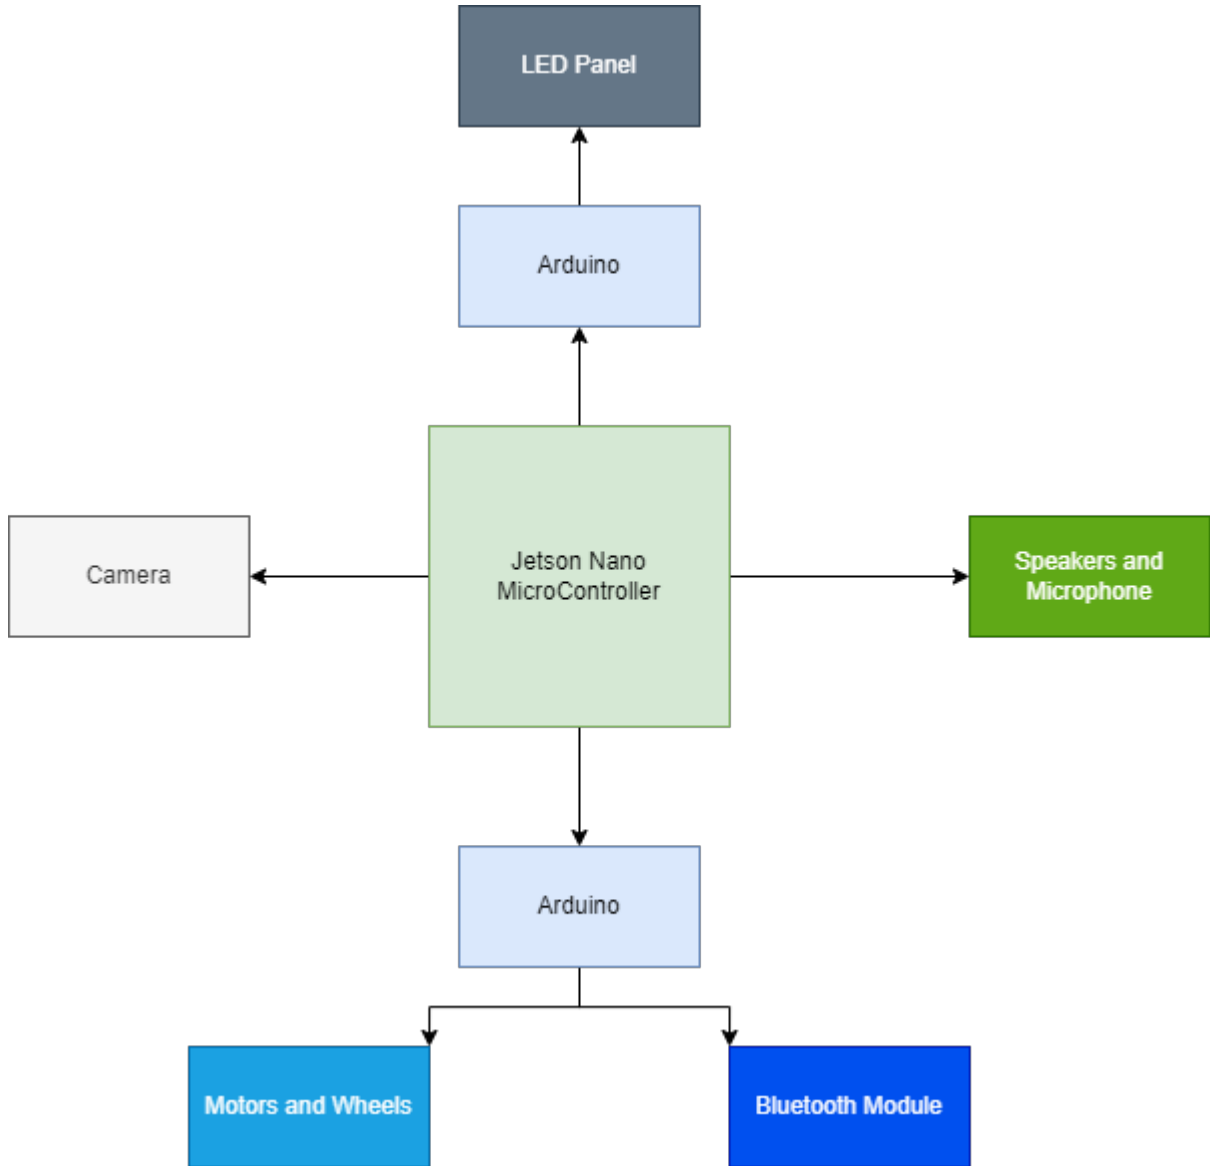 LED Panel
Arduino
Jetson Nano
MicroController
Camera
Speakers and
Microphone
Arduino
Motors and Wheels
Bluetooth Module